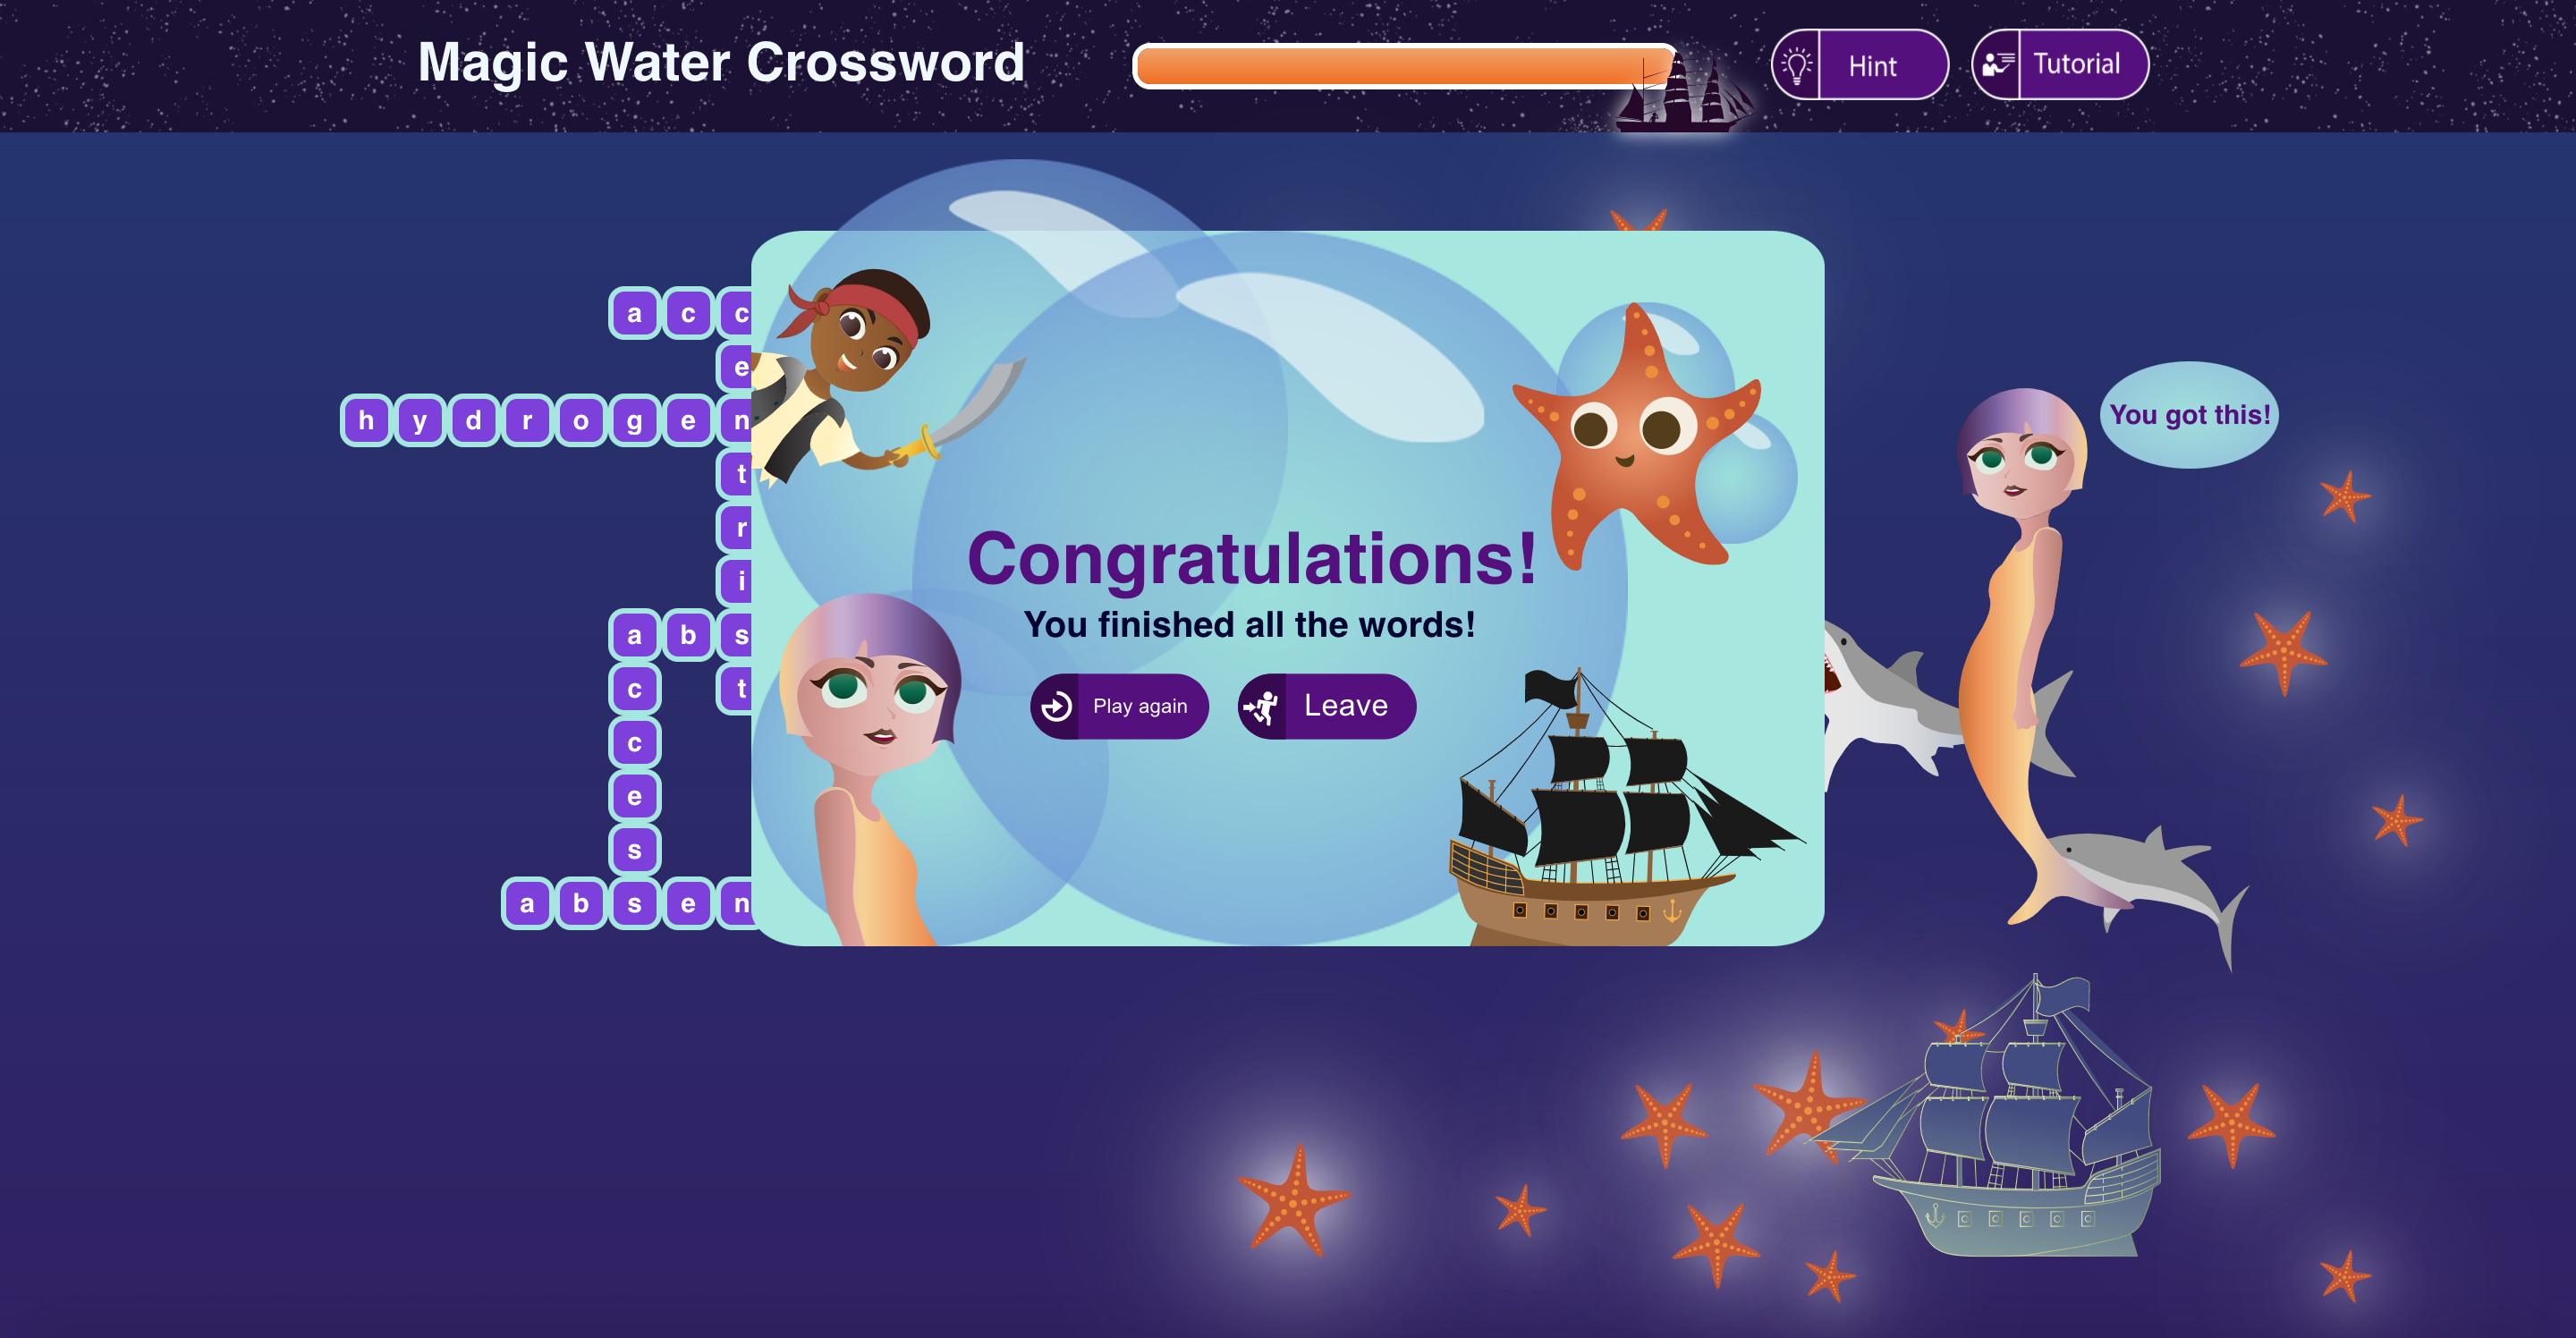 Magic Water Crossword
Hint
Tutorial
a c c
e
h y d r o g e n
t
r
i
a b s
c t
c
e
s
a b s e n
You got this!
Congratulations!
You finished all the words!
Play again
Leave